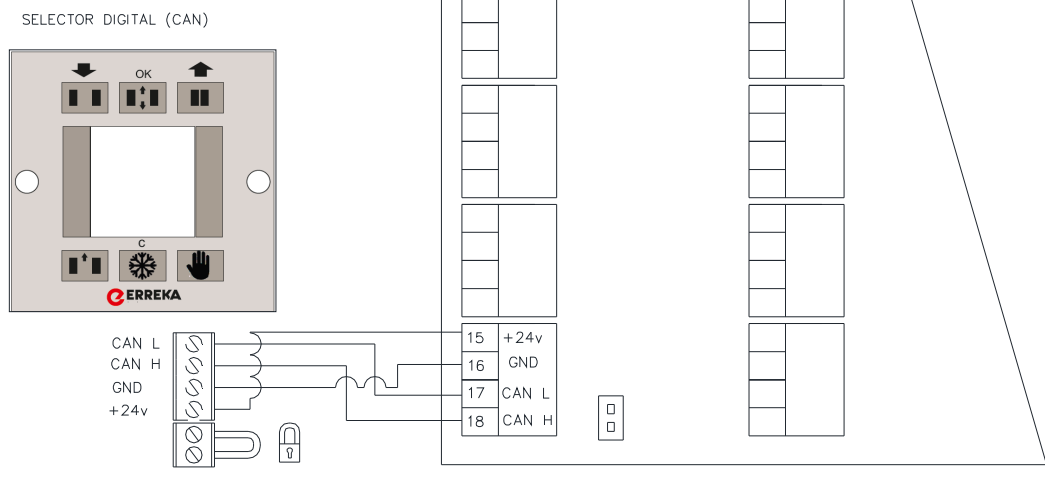 SELECTOR DIGITAL (CAN)
OK
C
ERREKA
CAN L
CAN H
GND
+24v
15 +24v
16 GND
17 CAN L
18 CAN H